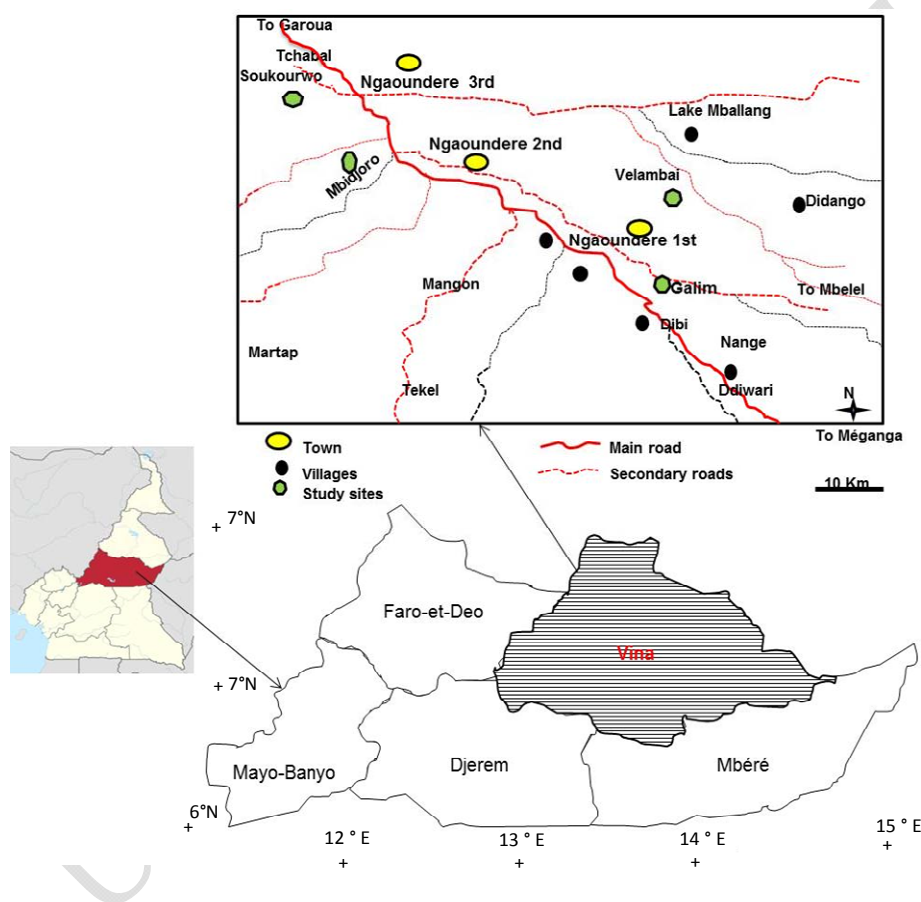 To Garoua
Tchabal
Soukourwo
Ngaoundere 3rd
Lake Mballang
Ngaoundere 2nd
Mbidjoro
Velambai
Didango
Ngaoundere 1st
Mangon
Galim
To Mbelel
Dibi
Nange
Martap
Tekel
Ddiwari
N
To Méganga
Town
Villages
Study sites
Main road
Secondary roads
10 Km
+ 7°N
Faro-et-Deo
Vina
+ 7°N
Mayo-Banyo
Djerem
Mbéré
6°N
+
12 ° E
+
13 ° E
+
14 ° E
+
15 ° E
+